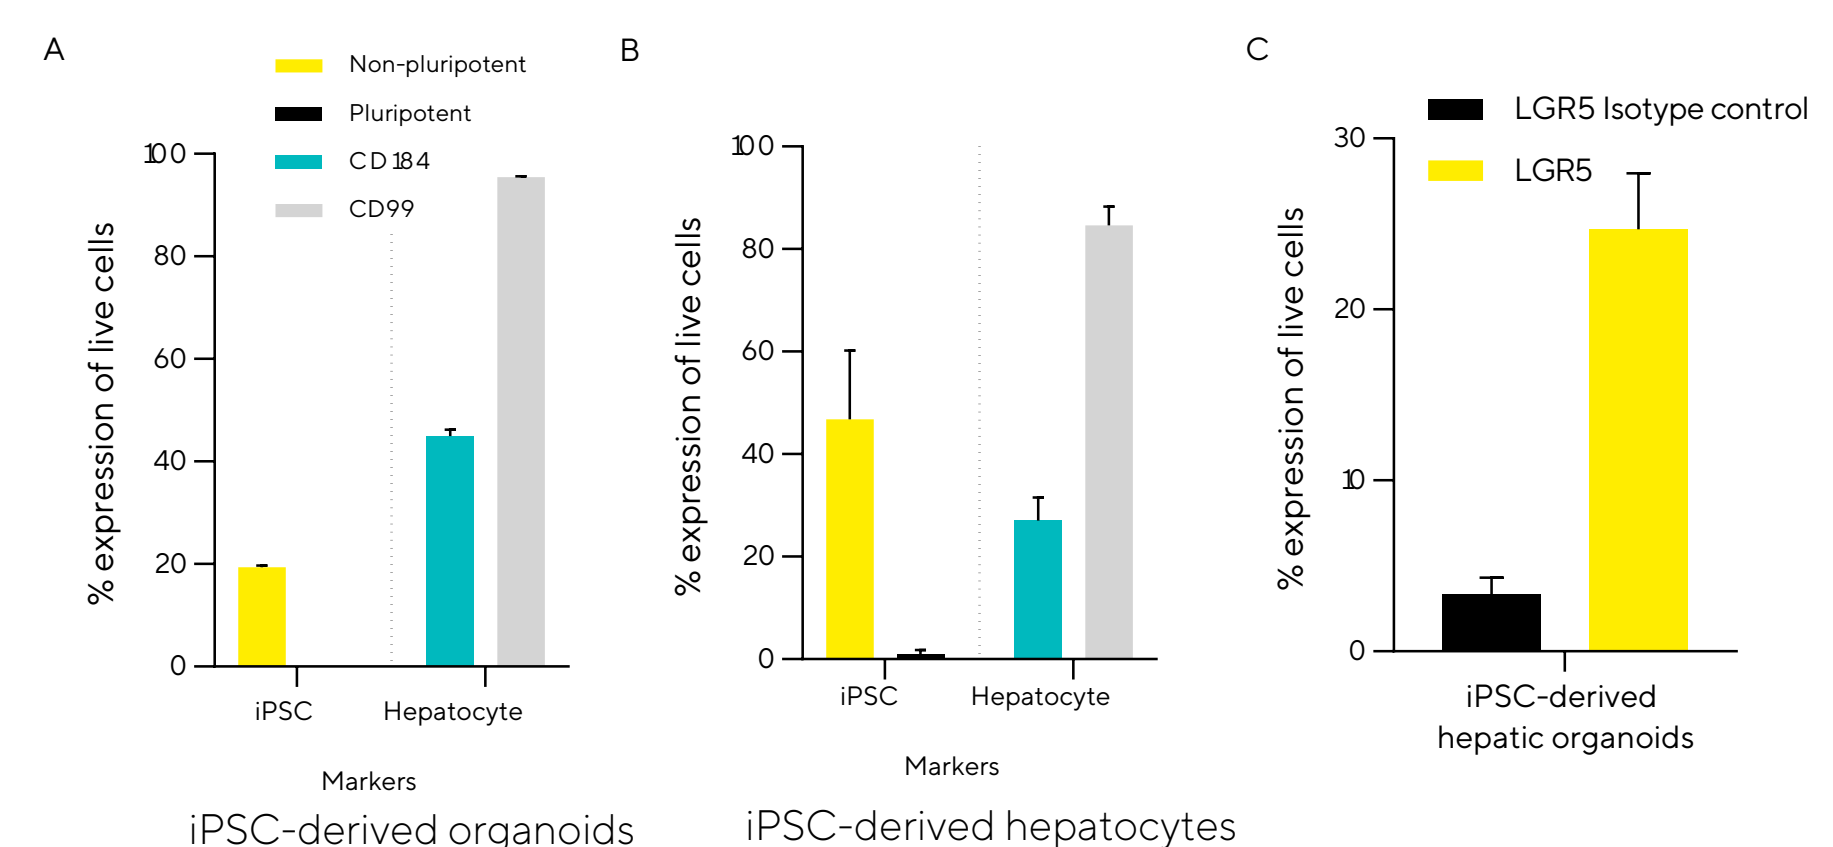 A
Non-pluripotent
Pluripotent
CD184
CD99
100
80
60
40
20
0
% expression of live cells
iPSC
Hepatocyte
Markers
iPSC-derived organoids
B
100
80
60
40
20
0
% expression of live cells
iPSC
Hepatocyte
Markers
iPSC-derived hepatocytes
C
LGR5 Isotype control
LGR5
30
20
10
0
% expression of live cells
iPSC-derived
hepatic organoids